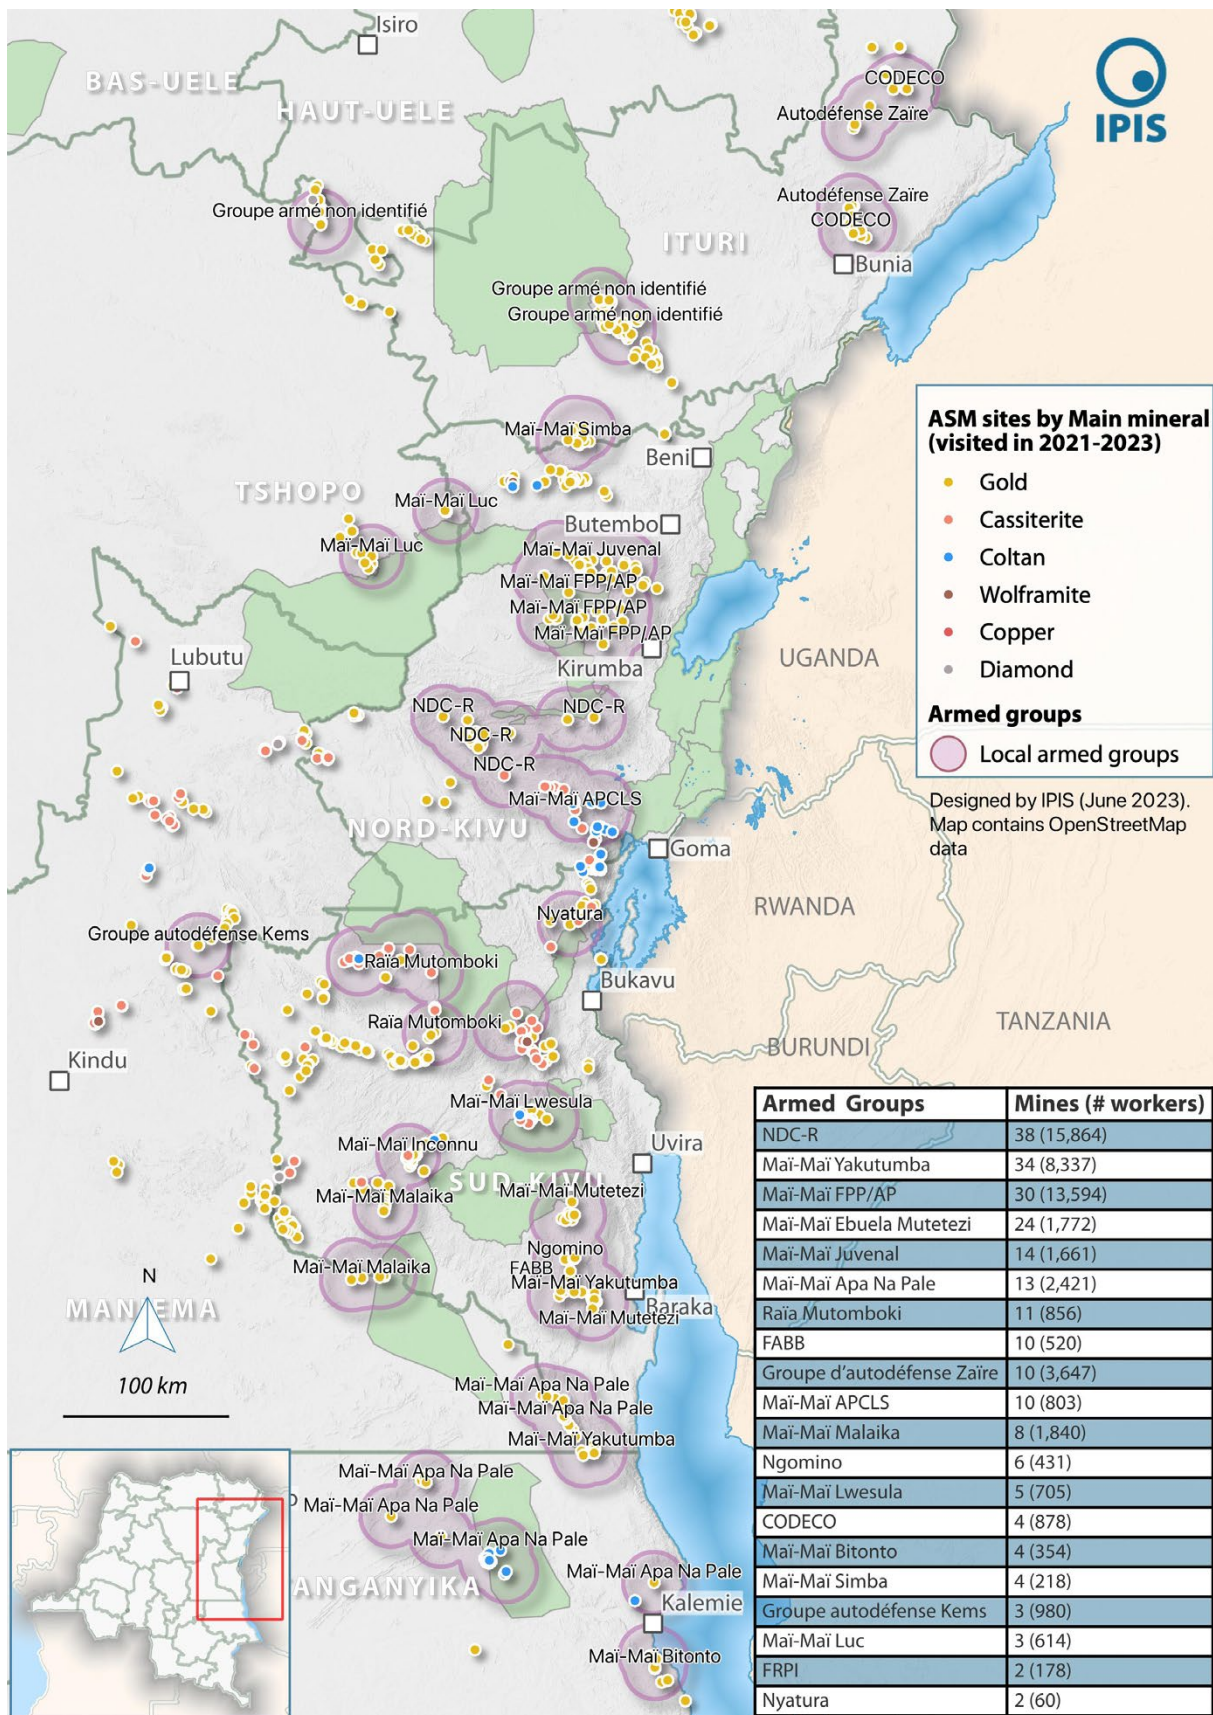 Isiro
BAS-UELE
HAUT-UELE
CODECO
Autodéfense Zaïre
IPIS
Groupe armé non identifié
Autodéfense Zaïre
CODECO
ITURI
Bunia
Groupe armé non identifié
Groupe armé non identifié
Maï-Maï Simba
Beni
TSHOPO
Maï-Maï Luc
Butembo
Maï-Maï Luc
Maï-Maï Juvenal
Maï-Maï FPP/AP
Maï-Maï FPP/AP
Maï-Maï FPP/AP
Kirumba
Lubutu
UGANDA
NDC-R
NDC-R
NDC-R
NDC-R
Maï-Maï APCLS
NORD-KIVU
Goma
ASM sites by Main mineral
(visited in 2021-2023)
Gold
Cassiterite
Coltan
Wolframite
Copper
Diamond
Armed groups
Local armed groups
Designed by IPIS (June 2023).
Map contains OpenStreetMap
data
Nyatura
RWANDA
Groupe autodéfense Kems
Raïa Mutomboki
Bukavu
Raïa Mutomboki
TANZANIA
BURUNDI
Kindu
Maï-Maï Lwesula
Maï-Maï Inconnu
Uvira
SUD-KIVU
Maï-Maï Malaika
Maï-Maï Mutetezi
Ngomino
FABB
Maï-Maï Malaika
Maï-Maï Yakutumba
Baraka
Maï-Maï Mutetezi
MANIEMA
N
100 km
Maï-Maï Apa Na Pale
Maï-Maï Apa Na Pale
Maï-Maï Yakutumba
Maï-Maï Apa Na Pale
Maï-Maï Apa Na Pale
Maï-Maï Apa Na Pale
ANGANYIKA
Maï-Maï Apa Na Pale
Kalemie
Maï-Maï Bitonto
Armed Groups Mines (# workers)
NDC-R 38 (15,864)
Maï-Maï Yakutumba 34 (8,337)
Maï-Maï FPP/AP 30 (13,594)
Maï-Maï Ebuela Mutetezi 24 (1,772)
Maï-Maï Juvenal 14 (1,661)
Maï-Maï Apa Na Pale 13 (2,421)
Raïa Mutomboki 11 (856)
FABB 10 (520)
Groupe d'autodéfense Zaïre 10 (3,647)
Maï-Maï APCLS 10 (803)
Maï-Maï Malaika 8 (1,840)
Ngomino 6 (431)
Maï-Maï Lwesula 5 (705)
CODECO 4 (878)
Maï-Maï Bitonto 4 (354)
Maï-Maï Simba 4 (218)
Groupe autodéfense Kems 3 (980)
Maï-Maï Luc 3 (614)
FRPI 2 (178)
Nyatura 2 (60)